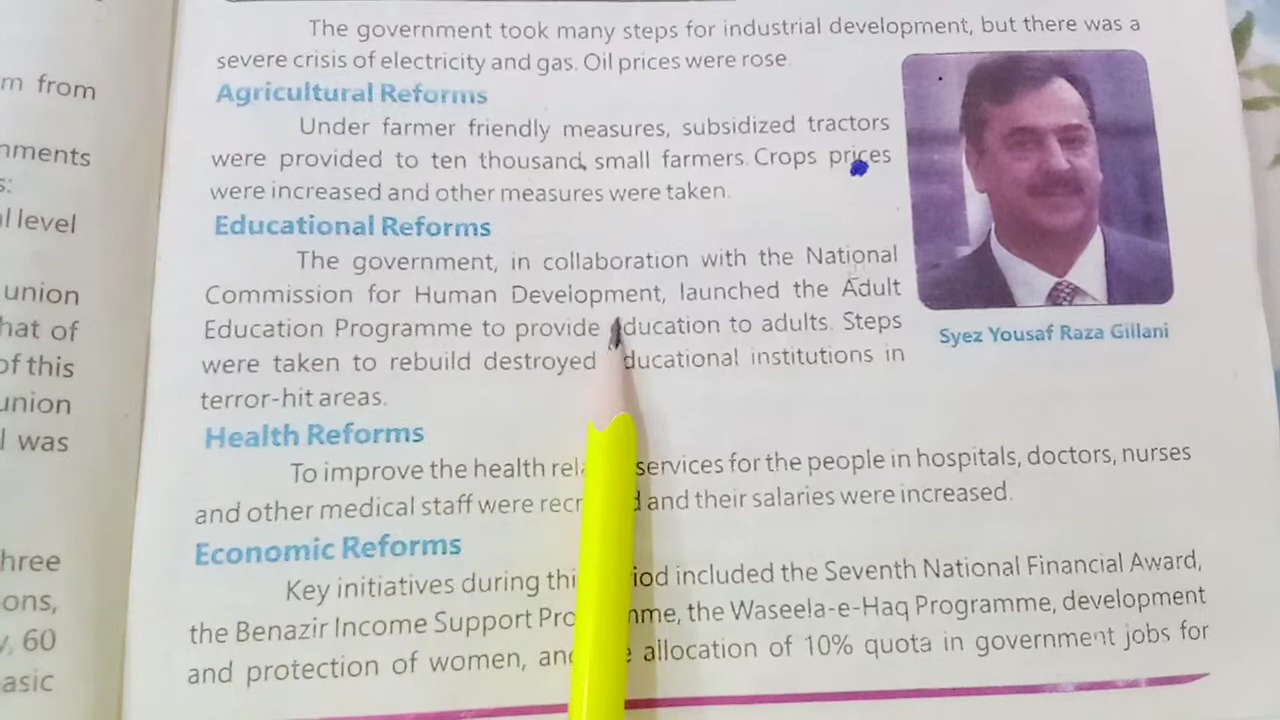 m from
nments
s:
l level
union
hat of
of this
union
l was
hree
ons,
, 60
asic
The government took many steps for industrial development, but there was a
severe crisis of electricity and gas. Oil prices were rose.
Agricultural Reforms
Under farmer friendly measures, subsidized tractors
were provided to ten thousand, small farmers. Crops prices
were increased and other measures were taken.
Educational Reforms
The government, in collaboration with the National
Commission for Human Development, launched the Adult
Education Programme to provide education to adults. Steps
were taken to rebuild destroyed educational institutions in
terror-hit areas.
Syez Yousaf Raza Gillani
Health Reforms
To improve the health rel services for the people in hospitals, doctors, nurses
and other medical staff were recr d and their salaries were increased.
Economic Reforms
Key initiatives during thi iod included the Seventh National Financial Award,
the Benazir Income Support Pro mme, the Waseela-e-Haq Programme, development
and protection of women, an e allocation of 10% quota in government jobs for